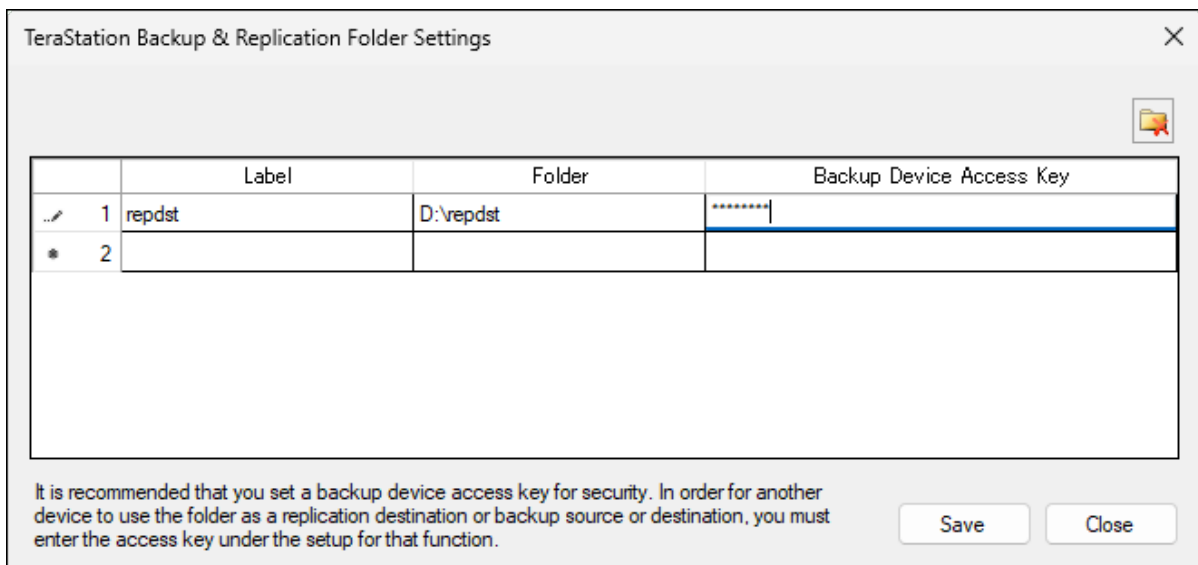 TeraStation Backup & Replication Folder Settings
Label Folder Backup Device Access Key
1 repdst D:\repdst ********
2
It is recommended that you set a backup device access key for security. In order for another
device to use the folder as a replication destination or backup source or destination, you must
enter the access key under the setup for that function.
Save Close